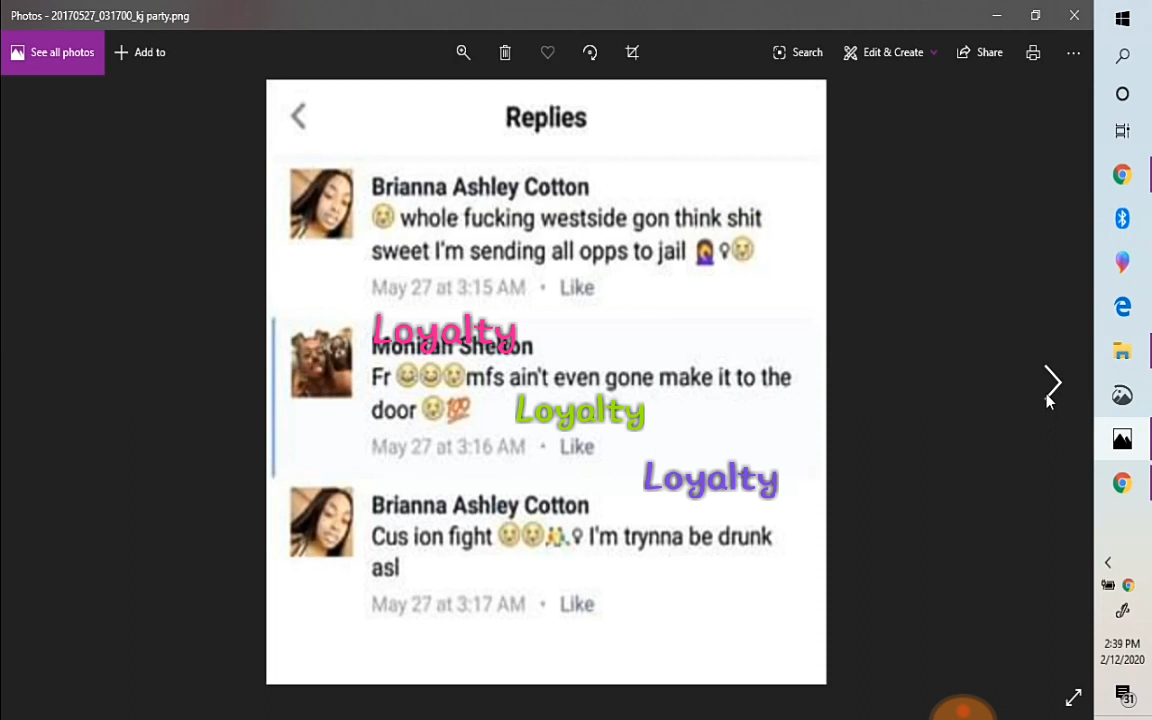 Photos - 20170527_031700_kj party.png
See all photos
Add to
Search
Edit & Create
Share
Replies
Brianna Ashley Cotton
😢 whole fucking westside gon think shit
sweet I'm sending all opps to jail 🤦‍♀😢
May 27 at 3:15 AM · Like
Loyalty
Shelton
Fr 😂😂😢mfs ain't even gone make it to the
door 😢💯
Loyalty
May 27 at 3:16 AM · Like
Loyalty
Brianna Ashley Cotton
Cus ion fight 😢😢🤷♀ I'm trynna be drunk
asl
May 27 at 3:17 AM · Like
2:39 PM
2/12/2020
31